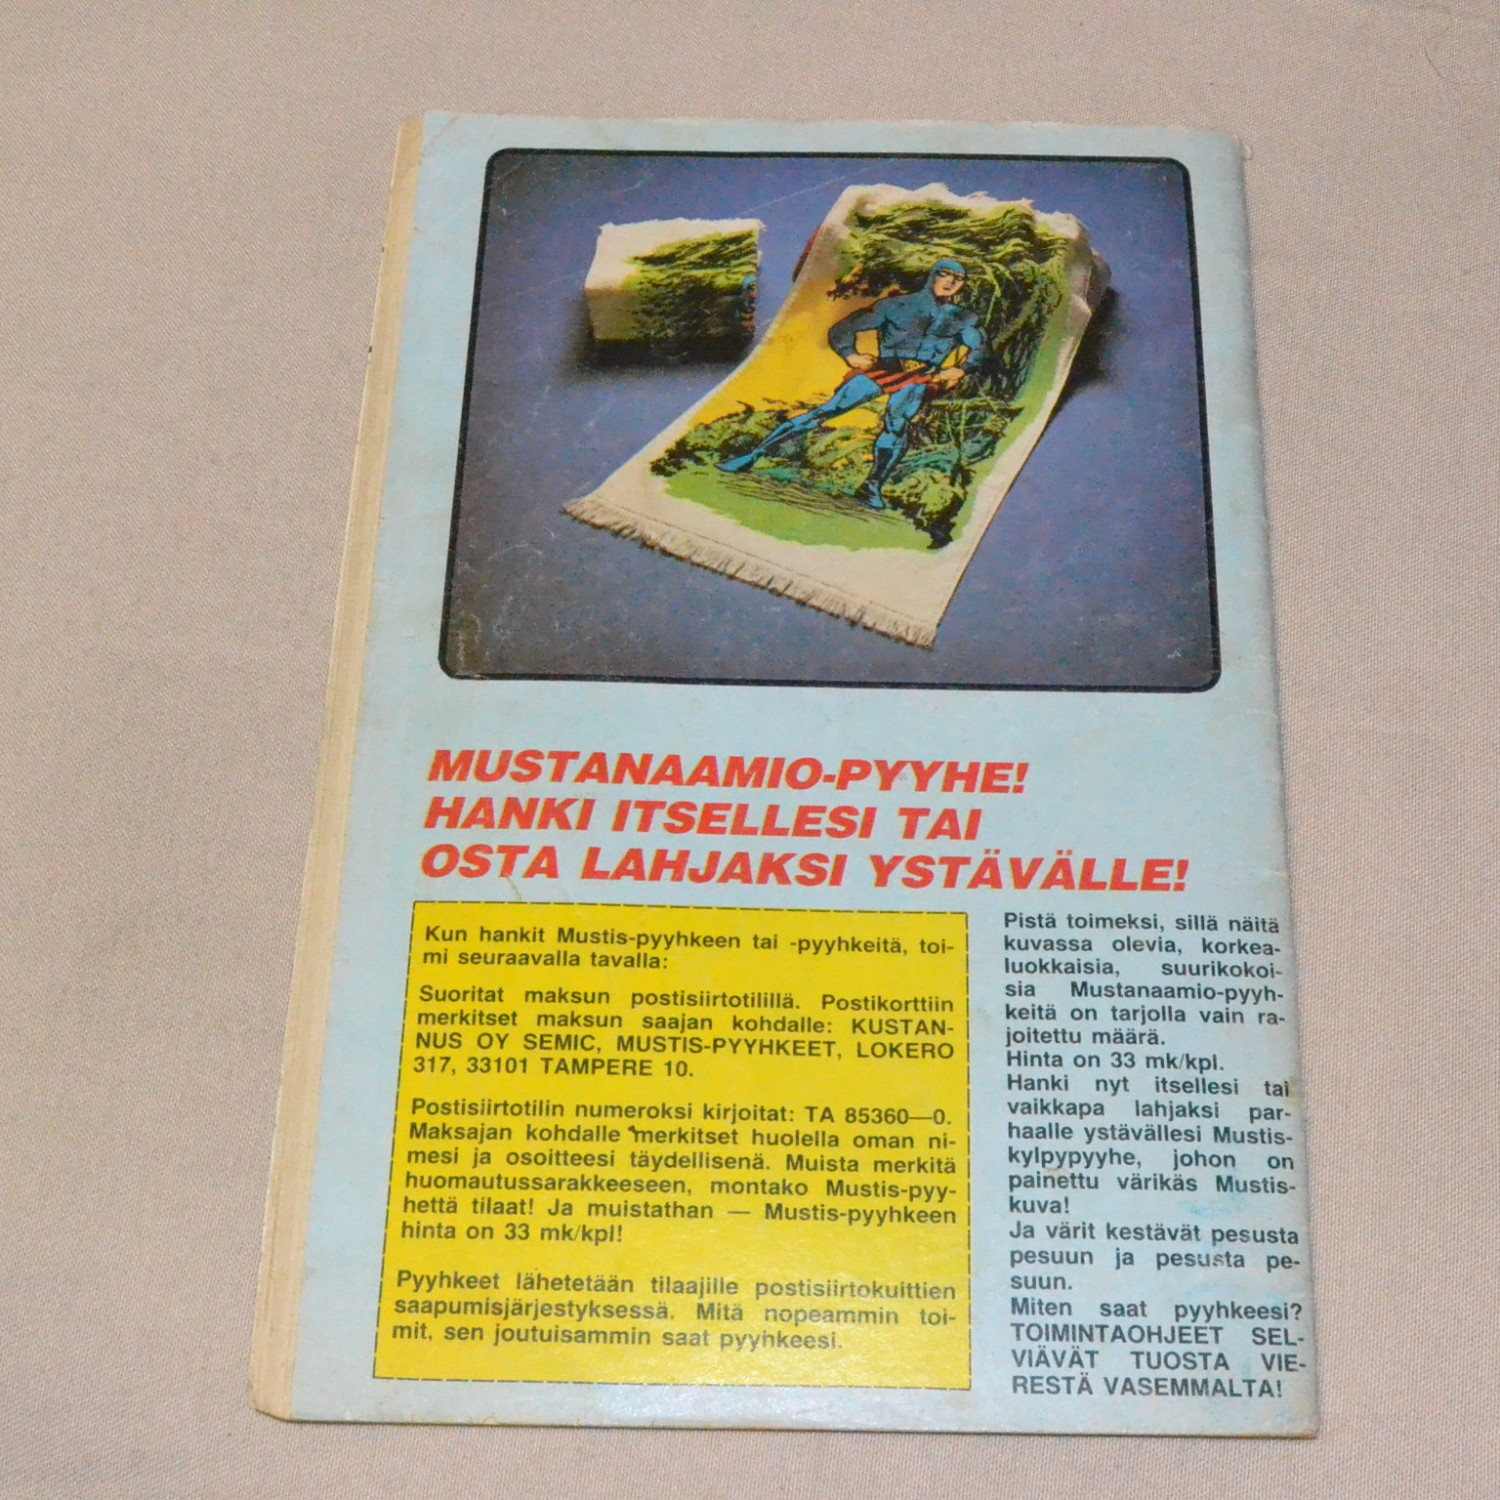 MUSTANAAMIO-PYYHE!
HANKI ITSELLESI TAI
OSTA LAHJAKSI YSTÄVÄLLE!
Kun hankit Mustis-pyyhkeen tai -pyyhkeitä, toi-
mi seuraavalla tavalla:
Suoritat maksun postisiirtotilillä. Postikorttiin
merkitset maksun saajan kohdalle: KUSTAN-
NUS OY SEMIC, MUSTIS-PYYHKEET, LOKERO
317, 33101 TAMPERE 10.
Postisiirtotilin numeroksi kirjoitat: TA 85360—0.
Maksajan kohdalle merkitset huolella oman ni-
mesi ja osoitteesi täydellisenä. Muista merkitä
huomautussarakkeeseen, montako Mustis-pyy-
hettä tilaat! Ja muistathan — Mustis-pyyhkeen
hinta on 33 mk/kpl!
Pyyhkeet lähetetään tilaajille postisiirtokuittien
saapumisjärjestyksessä. Mitä nopeammin toi-
mit, sen joutuisammin saat pyyhkeesi.
Pistä toimeksi, sillä näitä
kuvassa olevia, korkea-
luokkaisia, suurikokoi-
sia Mustanaamio-pyyh-
keitä on tarjolla vain ra-
joitettu määrä.
Hinta on 33 mk/kpl.
Hanki nyt itsellesi tai
vaikkapa lahjaksi par-
haalle ystävällesi Mustis-
kylpypyyhe, johon on
painettu värikäs Mustis-
kuva!
Ja värit kestävät pesusta
pesuun ja pesusta pe-
suun.
Miten saat pyyhkeesi?
TOIMINTAOHJEET SEL-
VIÄVÄT TUOSTA VIE-
RESTÄ VASEMMALTA!